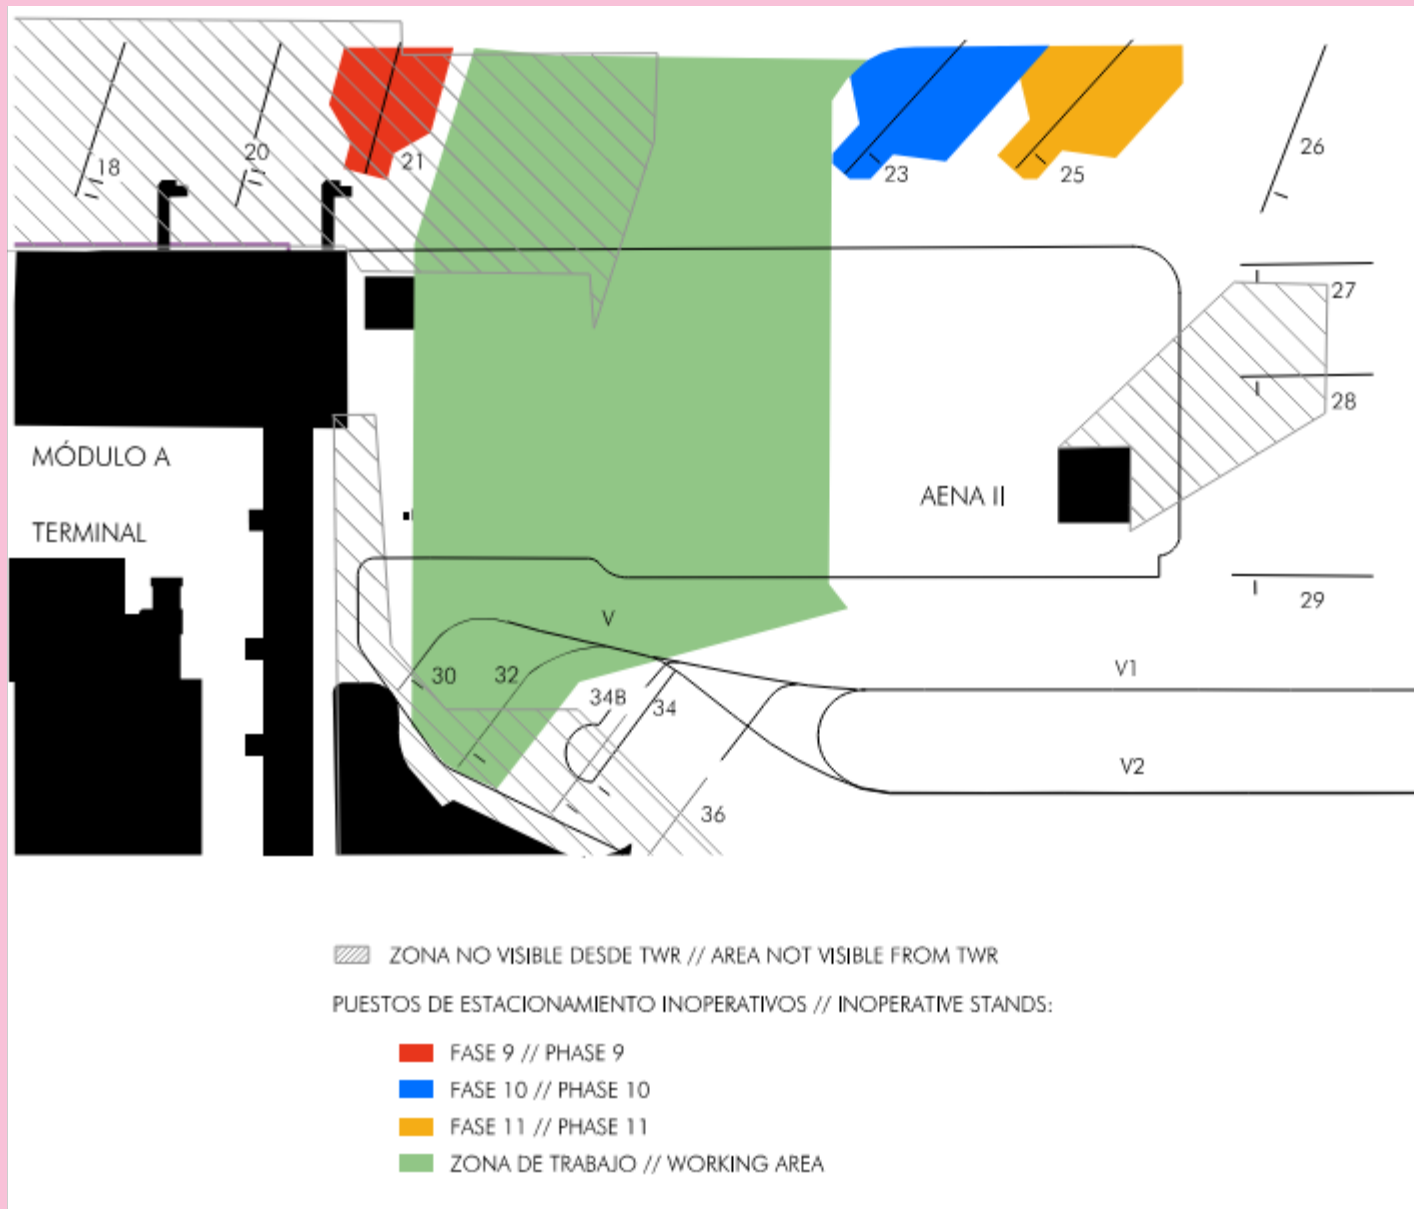 18
20
21
23
25
26
27
28
MÓDULO A
AENA II
TERMINAL
29
V
30
32
34B
34
V1
V2
36
ZONA NO VISIBLE DESDE TWR // AREA NOT VISIBLE FROM TWR
PUESTOS DE ESTACIONAMIENTO INOPERATIVOS // INOPERATIVE STANDS:
FASE 9 // PHASE 9
FASE 10 // PHASE 10
FASE 11 // PHASE 11
ZONA DE TRABAJO // WORKING AREA